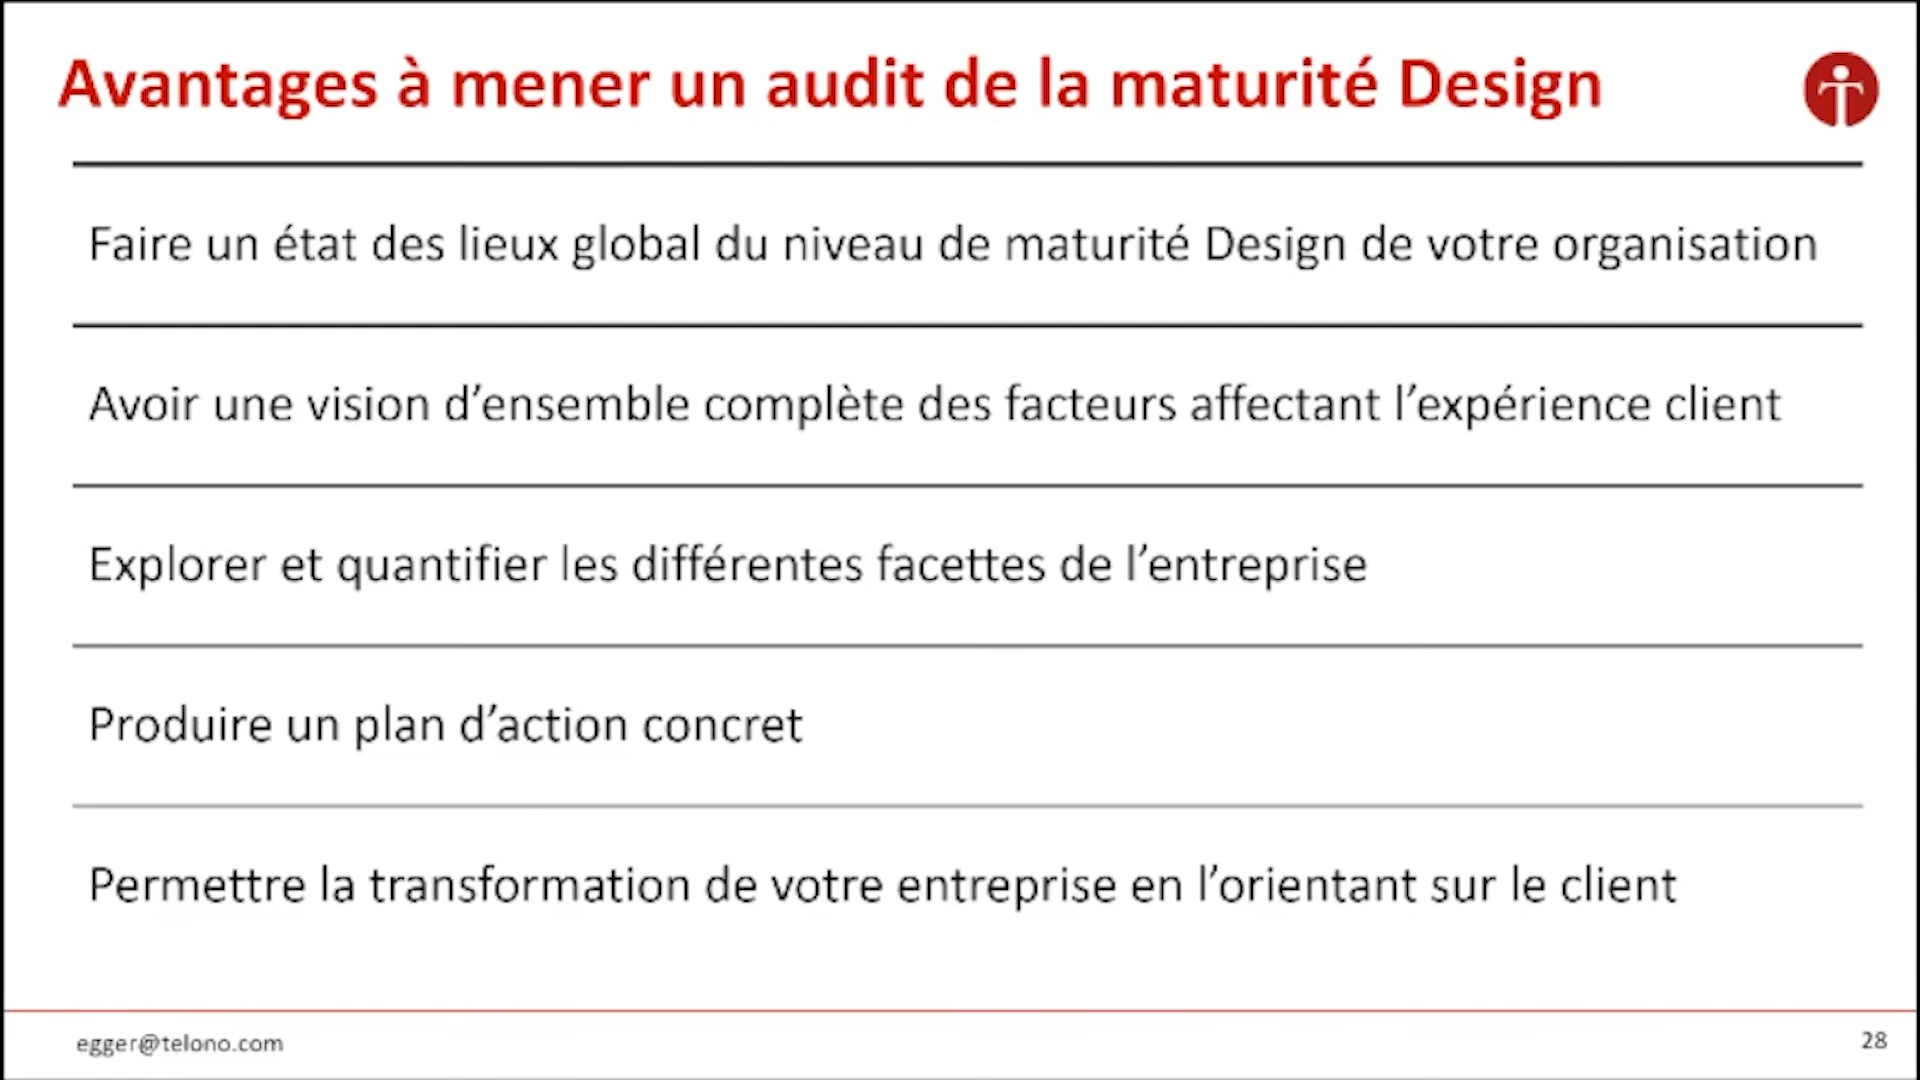 Avantages à mener un audit de la maturité Design
Faire un état des lieux global du niveau de maturité Design de votre organisation
Avoir une vision d’ensemble complète des facteurs affectant l’expérience client
Explorer et quantifier les différentes facettes de l’entreprise
Produire un plan d’action concret
Permettre la transformation de votre entreprise en l’orientant sur le client
egger@telono.com
28